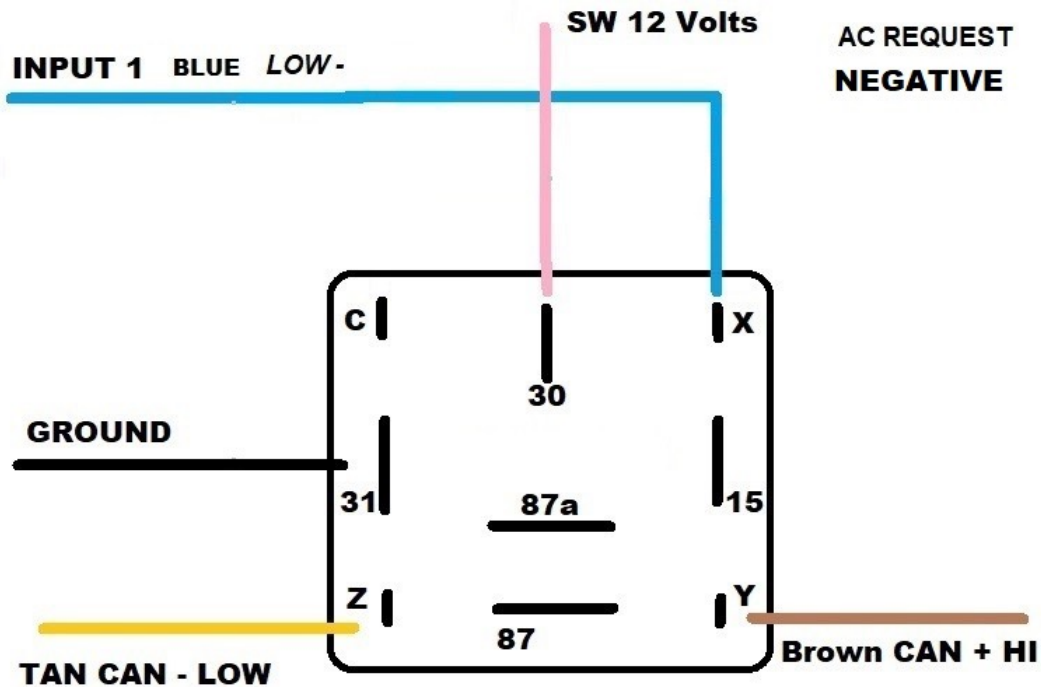 SW 12 Volts
AC REQUEST
NEGATIVE
INPUT 1 BLUE LOW -
C
X
30
GROUND
31
87a
15
Z
Y
87
TAN CAN - LOW
Brown CAN + HI